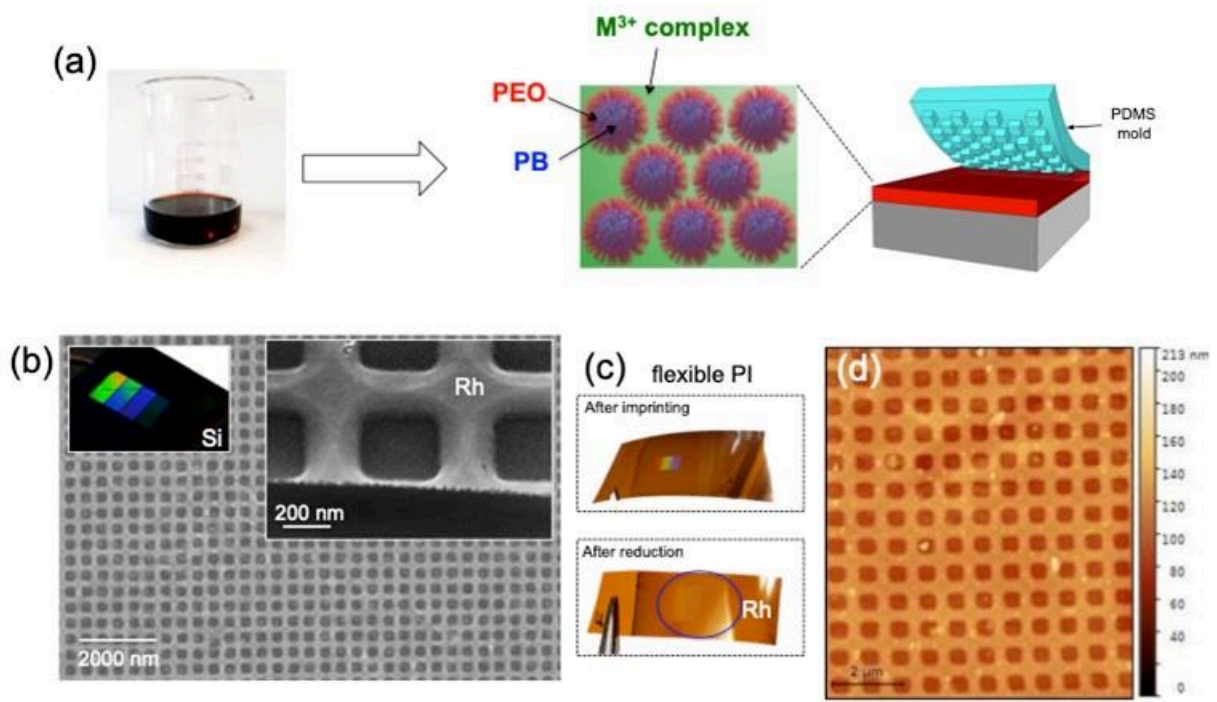 (a)
M³⁺ complex
PEO
PB
PDMS
mold
(b)
Si
Rh
200 nm
2000 nm
(c)
flexible PI
After imprinting
After reduction
Rh
(d)
2 μm
213 nm
200
180
160
140
120
100
80
60
40
20
0